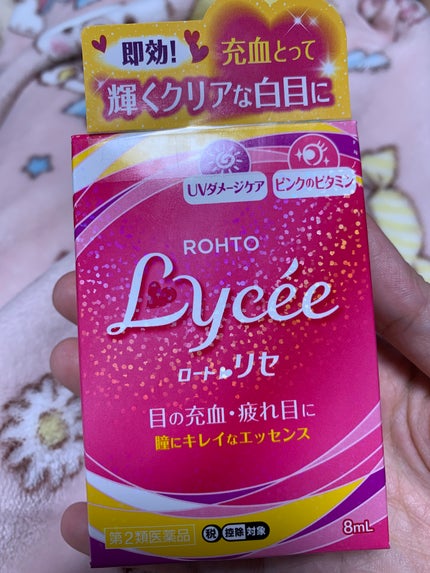 即効! 充血とって
輝くクリアな白目に
UVダメージケア ピンクのビタミン
ROHTO
Lycée
ロートリセ
目の充血・疲れ目に
瞳にキレイなエッセンス
第2類医薬品 税 控除 対象 8mL